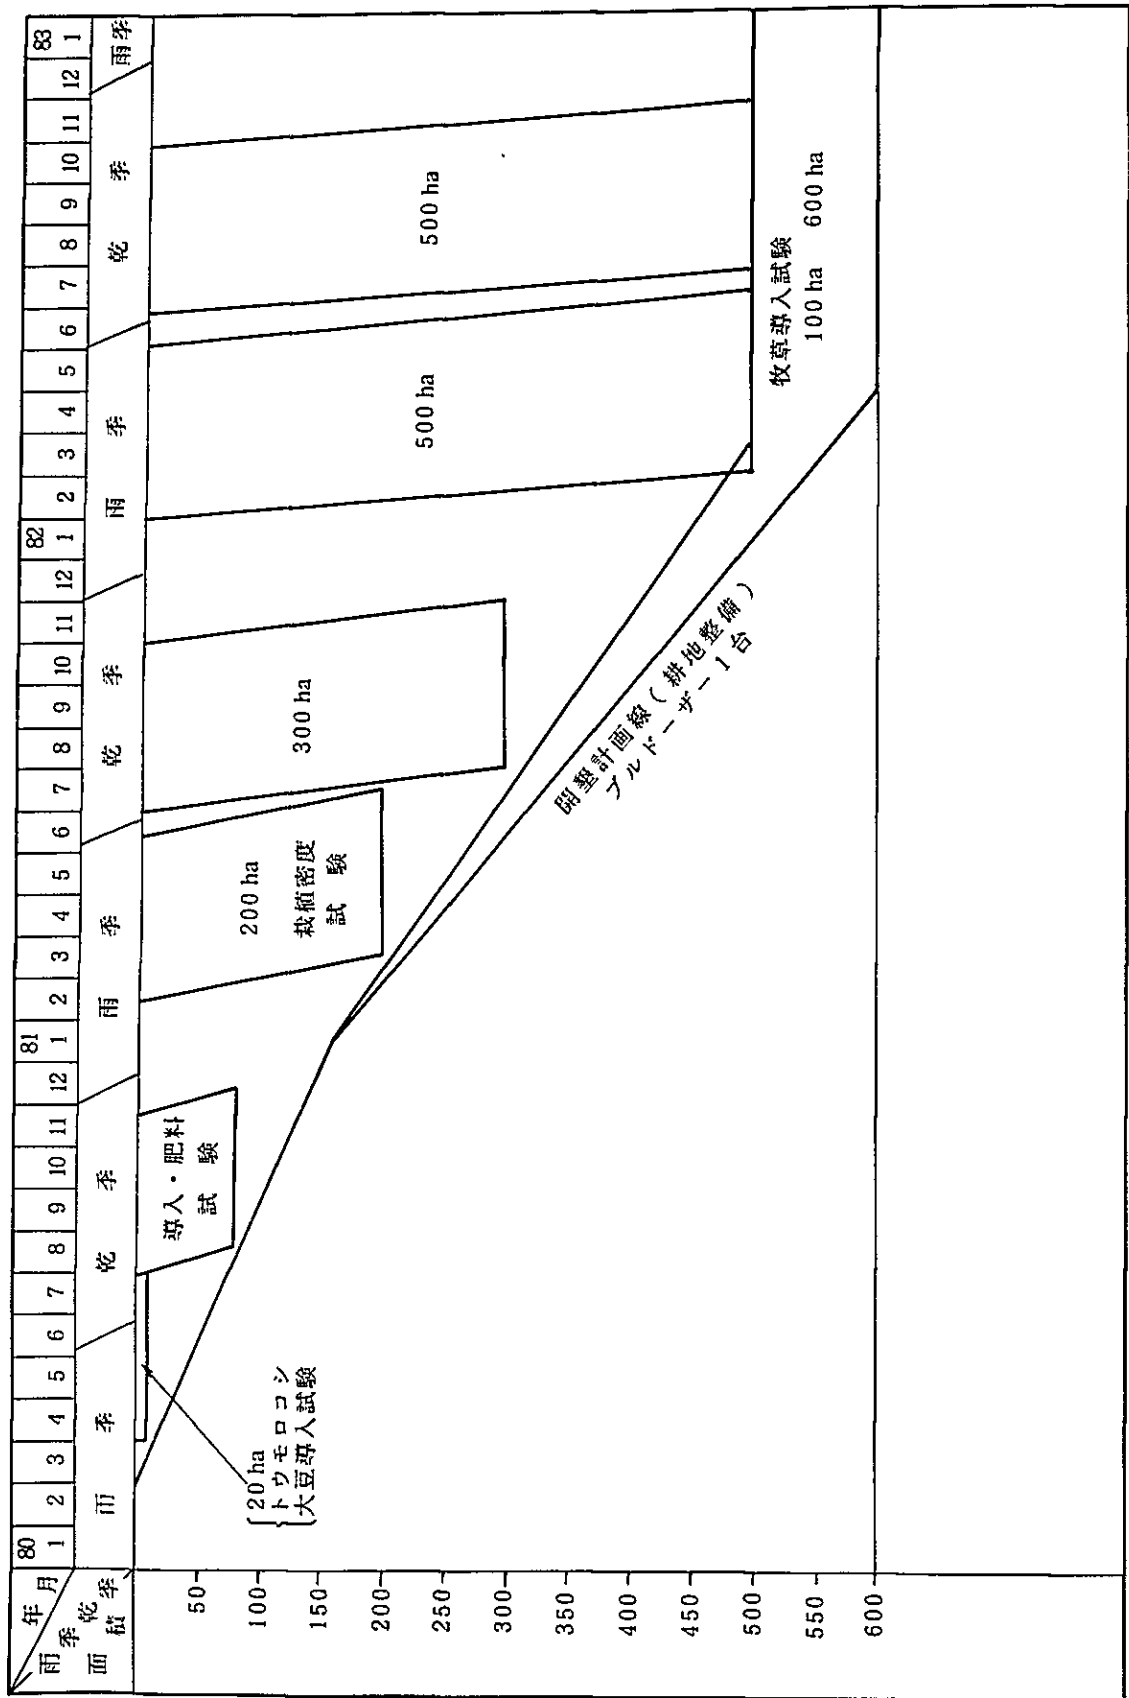 年 月
雨季 乾季
面積
80 81 82 83
1 2 3 4 5 6 7 8 9 10 11 12 1 2 3 4 5 6 7 8 9 10 11 12 1 2 3 4 5 6 7 8 9 10 11 12 1
雨季 乾季 雨季 乾季 雨季 乾季 雨季
50
100
150
200
250
300
350
400
450
500
550
600
20 ha
トウモロコシ
大豆導入試験
導入・肥料
試験
200 ha
栽植密度
試験
300 ha
500 ha
500 ha
牧草導入試験
100 ha 600 ha
開墾計画線(耕地整備)
ブルドーザー1台